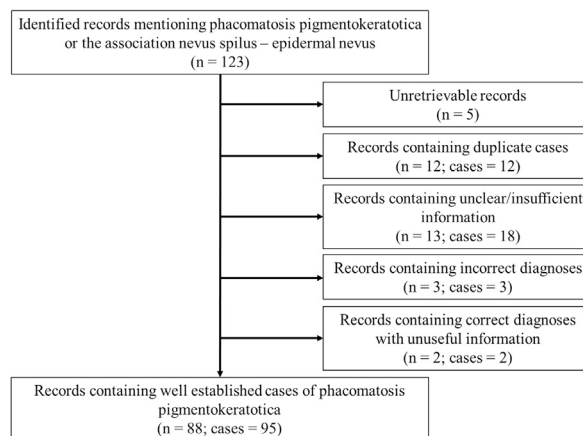 Identified records mentioning phacomatosis pigmentokeratotica
or the association nevus spilus – epidermal nevus
(n = 123)
Unretrievable records
(n = 5)
Records containing duplicate cases
(n = 12; cases = 12)
Records containing unclear/insufficient
information
(n = 13; cases = 18)
Records containing incorrect diagnoses
(n = 3; cases = 3)
Records containing correct diagnoses
with unuseful information
(n = 2; cases = 2)
Records containing well established cases of phacomatosis
pigmentokeratotica
(n = 88; cases = 95)